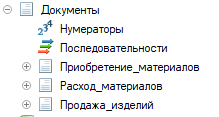 Документы
Нумераторы
Последовательности
Приобретение_материалов
Расход_материалов
Продажа_изделий